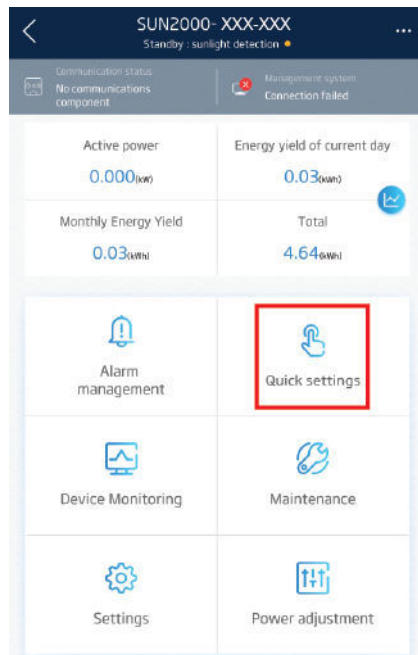 SUN2000- XXX-XXX
Standby : sunlight detection
Communication status
No communications
component
Management system
Connection failed
Active power
0.000(kW)
Energy yield of current day
0.03(kWh)
Monthly Energy Yield
0.03(kWh)
Total
4.64(kWh)
Alarm
management
Quick settings
Device Monitoring
Maintenance
Settings
Power adjustment